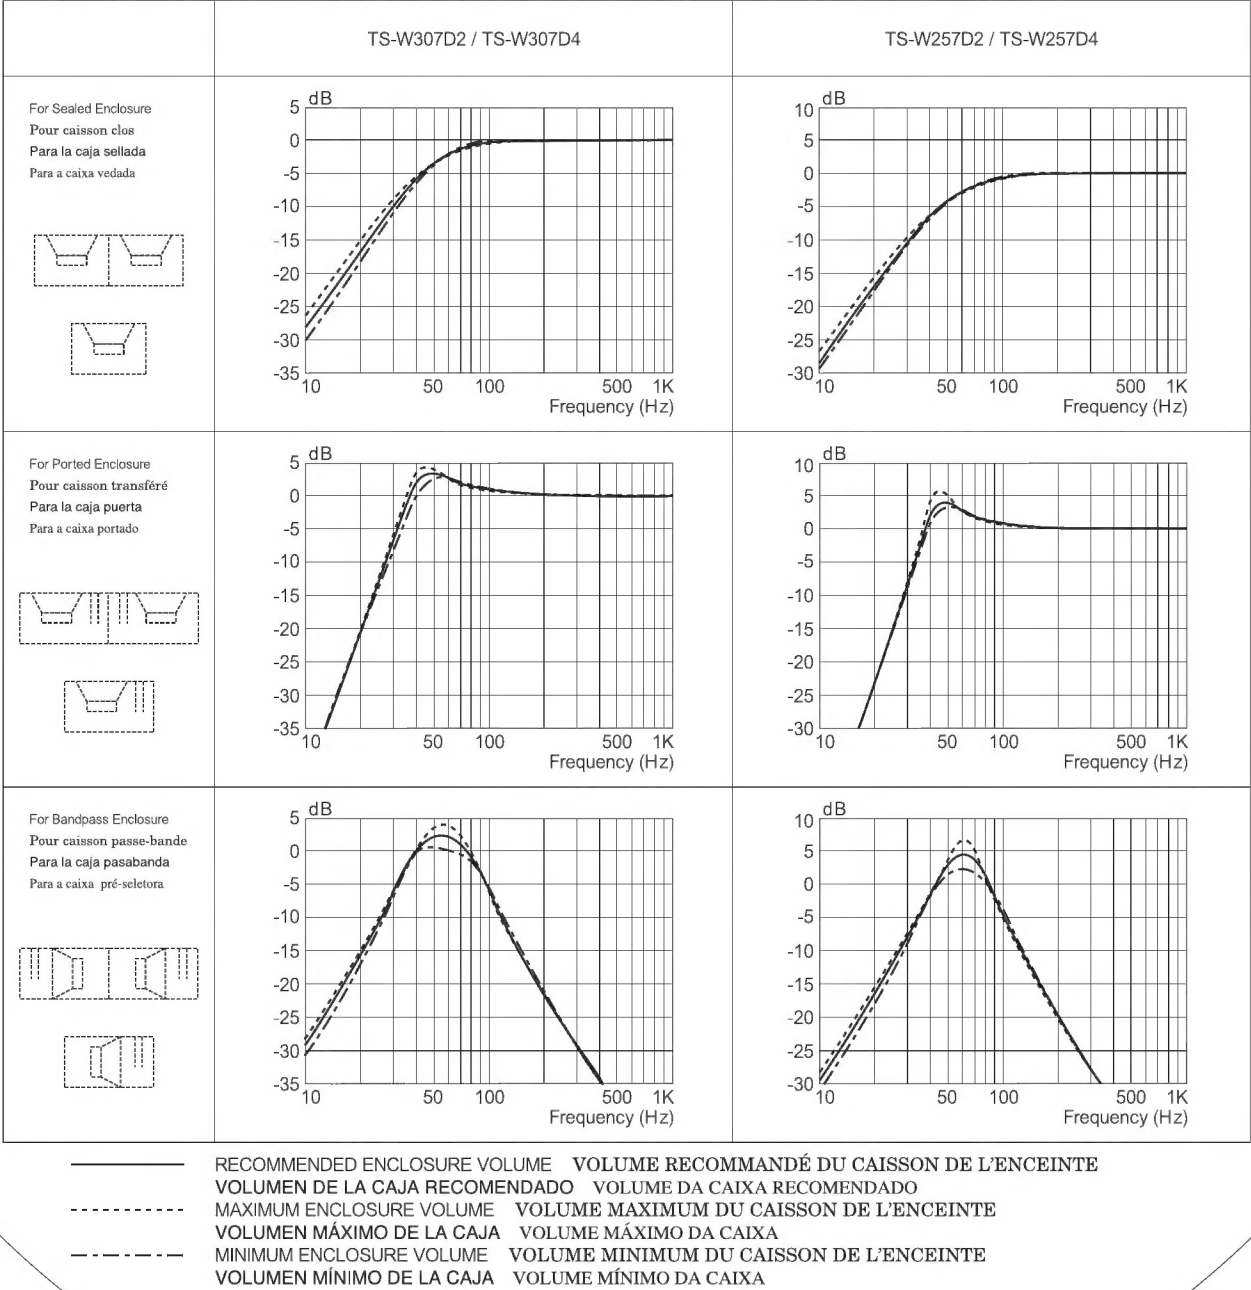 TS-W307D2 / TS-W307D4
TS-W257D2 / TS-W257D4
For Sealed Enclosure
Pour caisson clos
Para la caja sellada
Para a caixa vedada
dB
5
0
-5
-10
-15
-20
-25
-30
-35
10 50 100 500 1K
Frequency (Hz)
dB
10
5
0
-5
-10
-15
-20
-25
-30
10 50 100 500 1K
Frequency (Hz)
For Ported Enclosure
Pour caisson transféré
Para la caja puerta
Para a caixa portado
dB
5
0
-5
-10
-15
-20
-25
-30
-35
10 50 100 500 1K
Frequency (Hz)
dB
10
5
0
-5
-10
-15
-20
-25
-30
10 50 100 500 1K
Frequency (Hz)
For Bandpass Enclosure
Pour caisson passe-bande
Para la caja pasabanda
Para a caixa pré-seletora
dB
5
0
-5
-10
-15
-20
-25
-30
-35
10 50 100 500 1K
Frequency (Hz)
dB
10
5
0
-5
-10
-15
-20
-25
-30
10 50 100 500 1K
Frequency (Hz)
RECOMMENDED ENCLOSURE VOLUME VOLUME RECOMMANDÉ DU CAISSON DE L'ENCEINTE
VOLUMEN DE LA CAJA RECOMENDADO VOLUME DA CAIXA RECOMENDADO
MAXIMUM ENCLOSURE VOLUME VOLUME MAXIMUM DU CAISSON DE L'ENCEINTE
VOLUMEN MÁXIMO DE LA CAJA VOLUME MÁXIMO DA CAIXA
MINIMUM ENCLOSURE VOLUME VOLUME MINIMUM DU CAISSON DE L'ENCEINTE
VOLUMEN MÍNIMO DE LA CAJA VOLUME MÍNIMO DA CAIXA